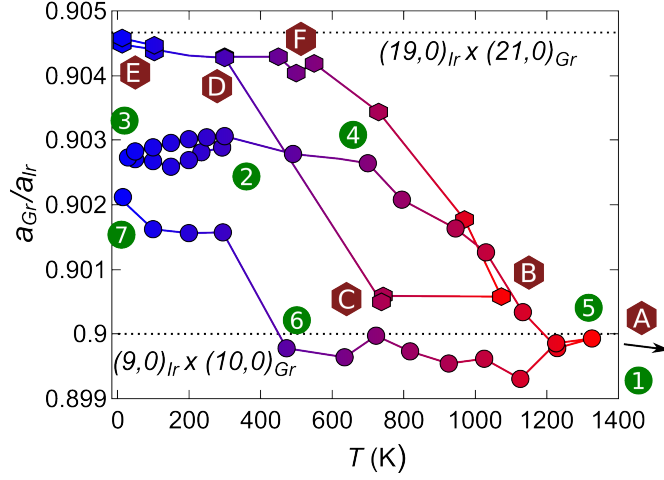 0.905
0.904
0.903
0.902
0.901
0.9
0.899
a_Gr/a_Ir
0 200 400 600 800 1000 1200 1400
T (K)
(19,0)_Ir x (21,0)_Gr
(9,0)_Ir x (10,0)_Gr
F
E
D
3
4
2
7
B
C
5
A
6
1